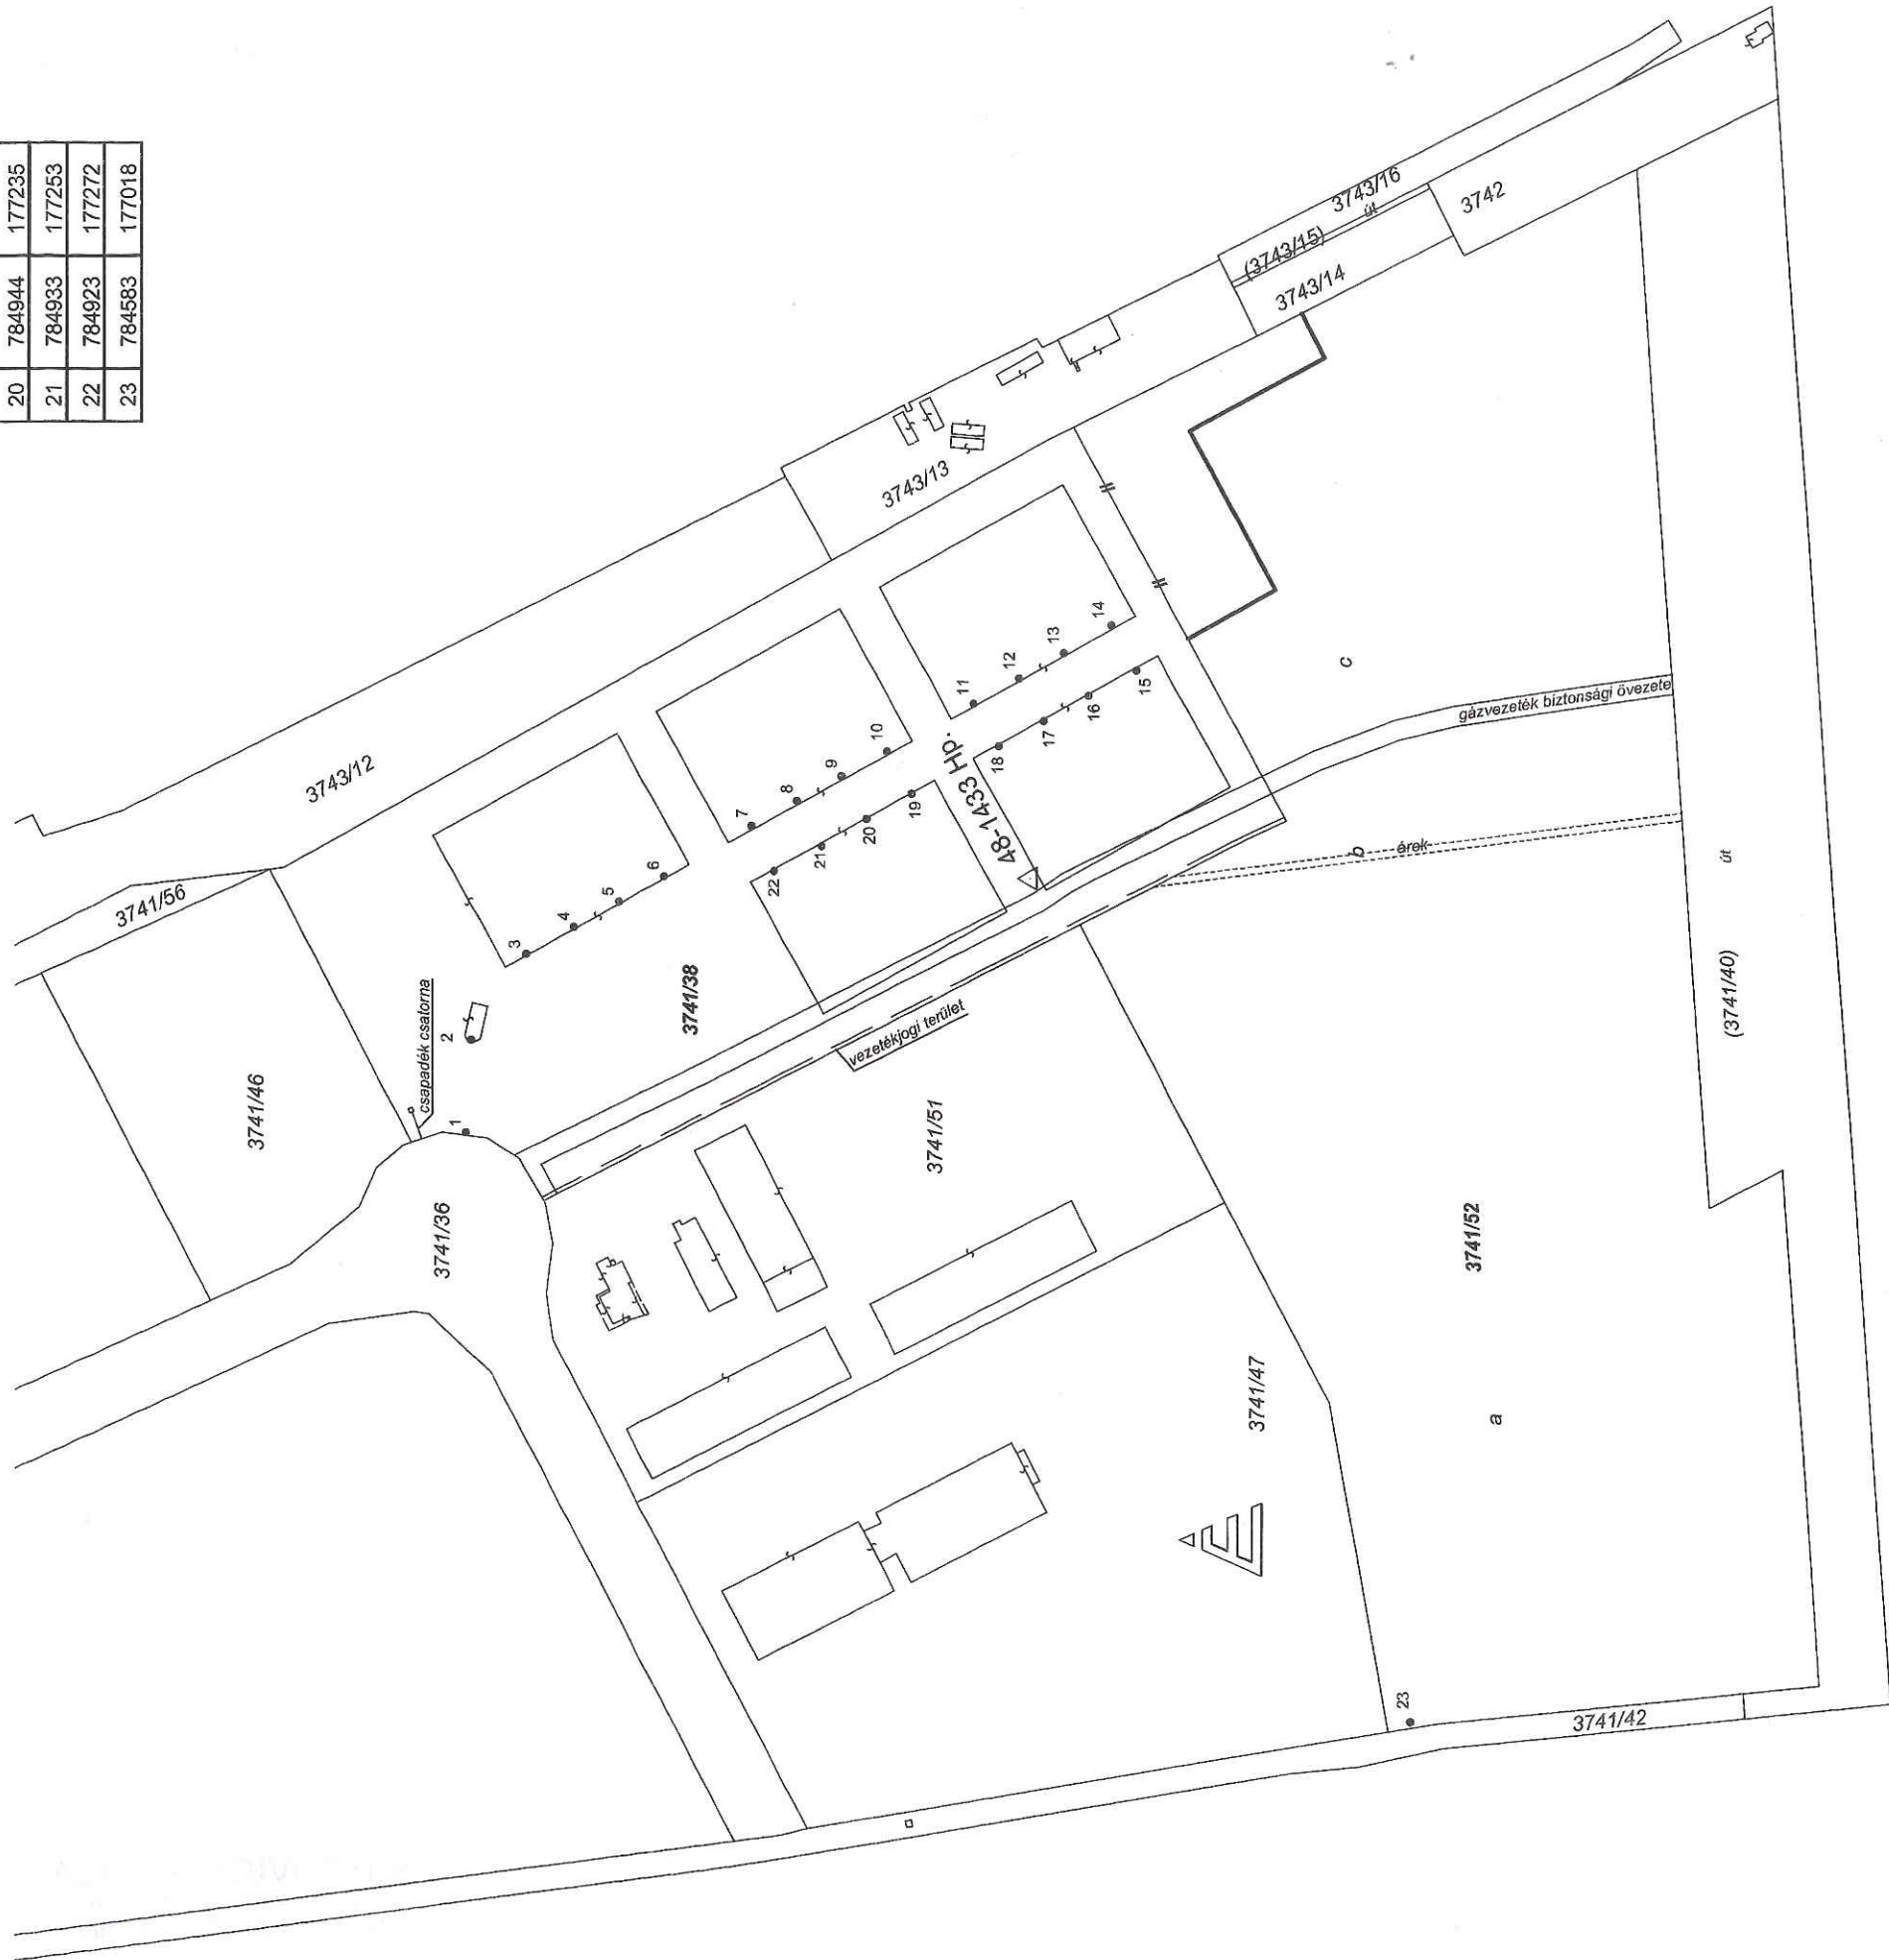 20 784944 177235
21 784933 177253
22 784923 177272
23 784583 177018
3743/16
út
(3743/15)
3742
3743/14
3743/13
3743/12
3741/56
3741/46
csapadék csatorna
3741/36
3741/38
48-1433 Hp.
vezetékjogi terület
gázvezeték biztonsági övezete
árok
a
b
c
út
(3741/40)
3741/51
3741/47
3741/52
3741/42
1
2
3
4
5
6
7
8
9
10
11
12
13
14
15
16
17
18
19
20
21
22
23